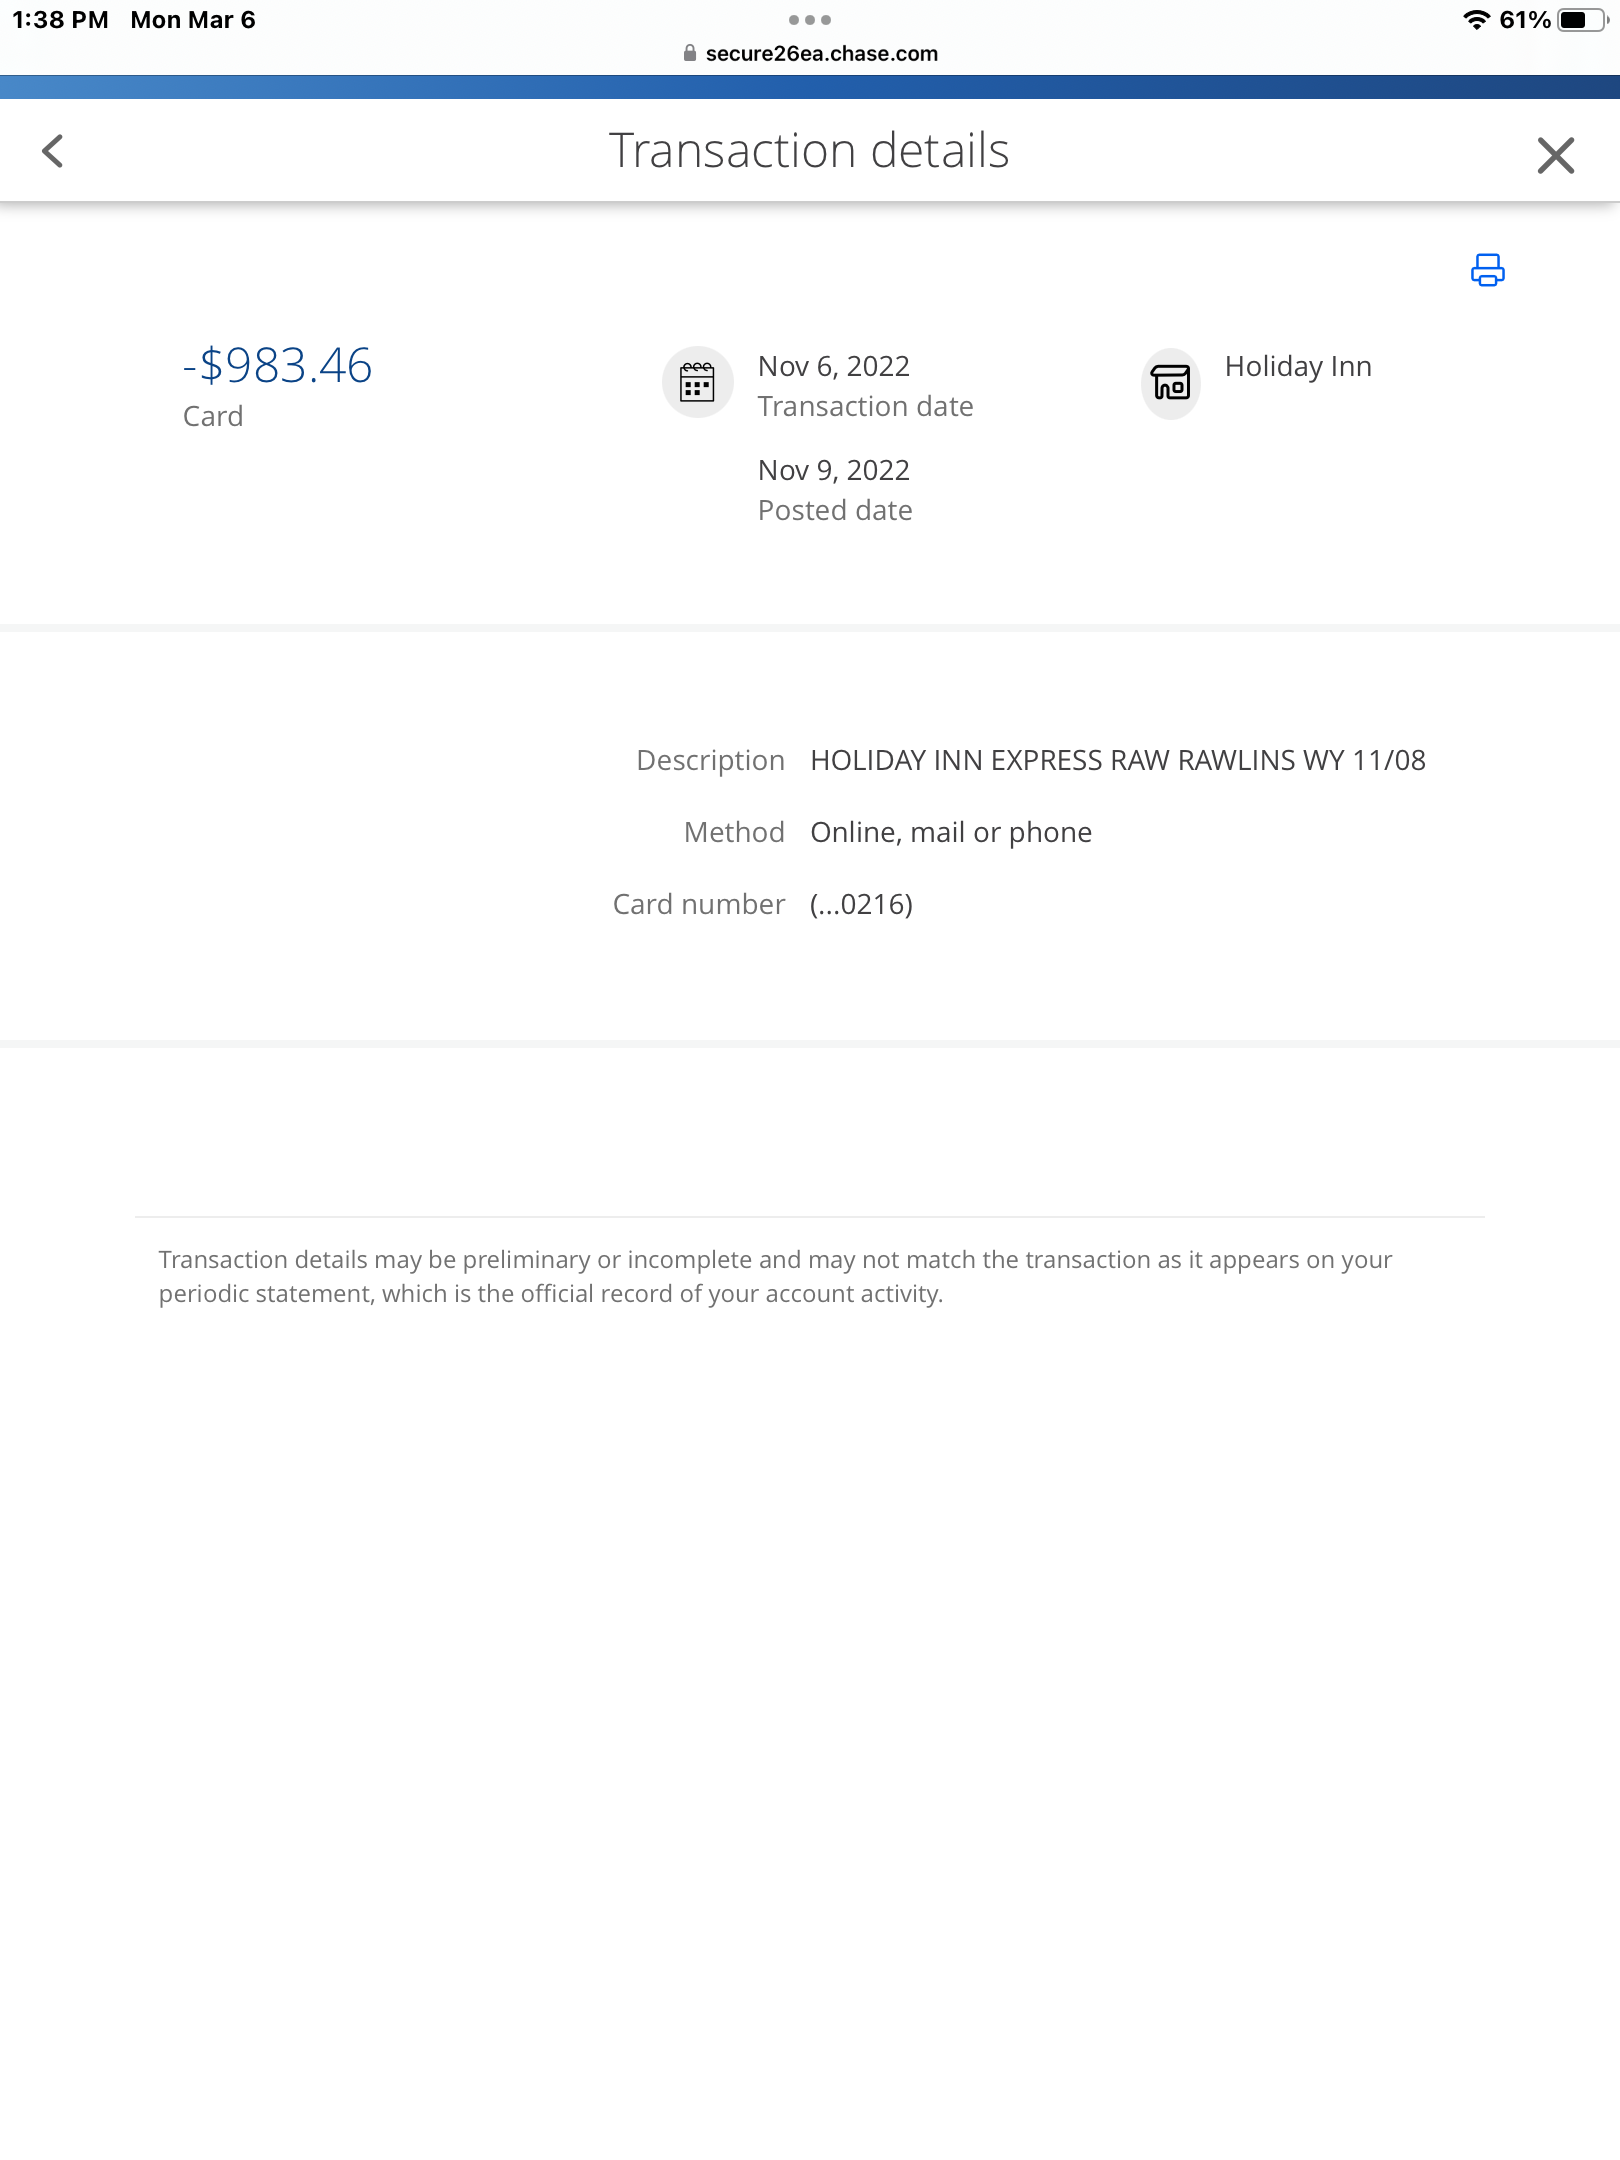 1:38 PM Mon Mar 6
61%
secure26ea.chase.com
Transaction details
-$983.46
Card
Nov 6, 2022
Transaction date
Nov 9, 2022
Posted date
Holiday Inn
Description HOLIDAY INN EXPRESS RAW RAWLINS WY 11/08
Method Online, mail or phone
Card number (...0216)
Transaction details may be preliminary or incomplete and may not match the transaction as it appears on your
periodic statement, which is the official record of your account activity.